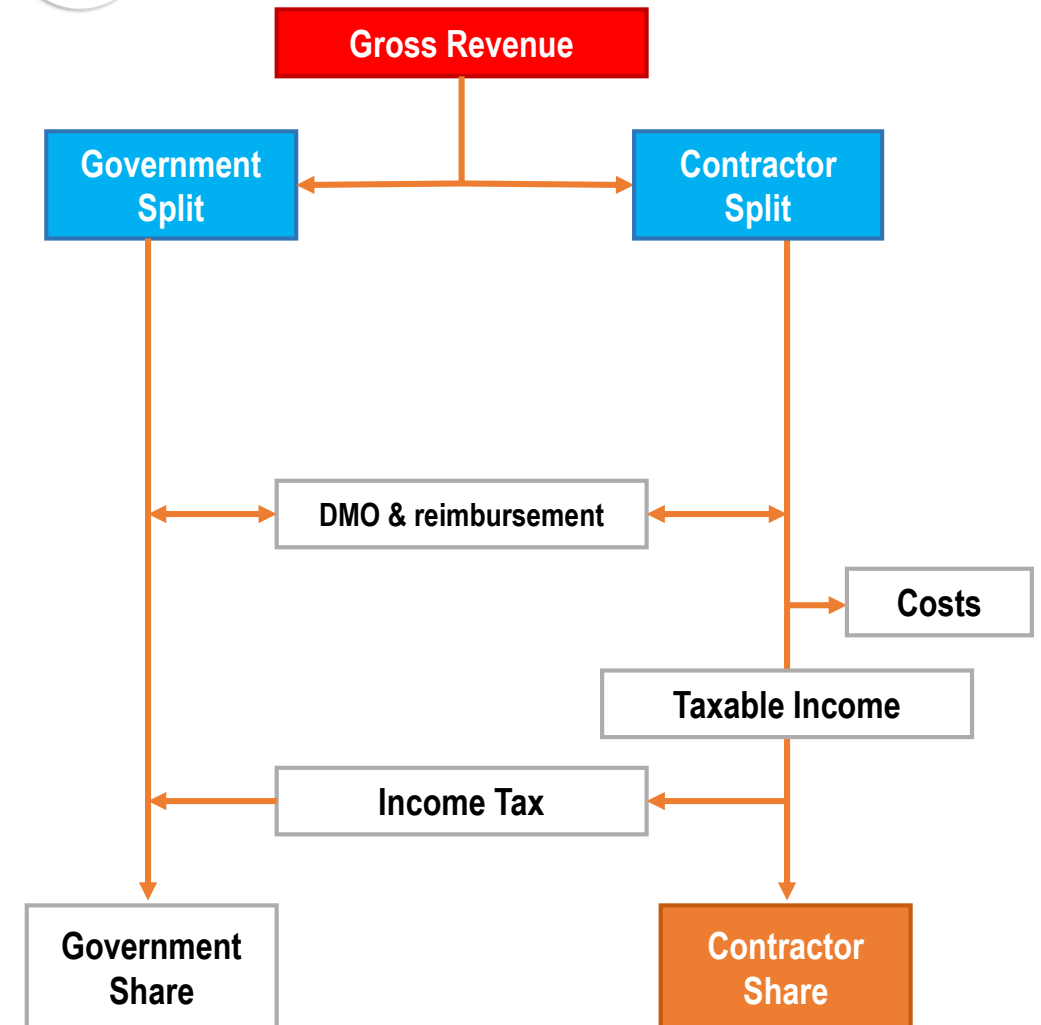 Gross Revenue
Government
Split
Contractor
Split
DMO & reimbursement
Costs
Taxable Income
Income Tax
Government
Share
Contractor
Share